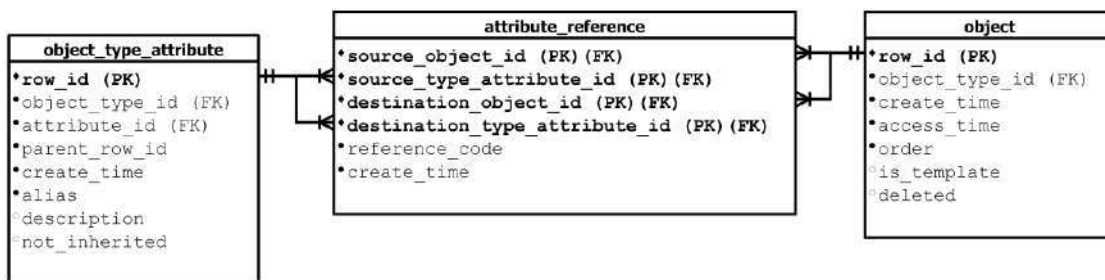 object_type_attribute
row_id (PK)
object_type_id (FK)
attribute_id (FK)
parent_row_id
create_time
alias
description
not_inherited
attribute_reference
source_object_id (PK)(FK)
source_type_attribute_id (PK)(FK)
destination_object_id (PK)(FK)
destination_type_attribute_id (PK)(FK)
reference_code
create_time
object
row_id (PK)
object_type_id (FK)
create_time
access_time
order
is_template
deleted